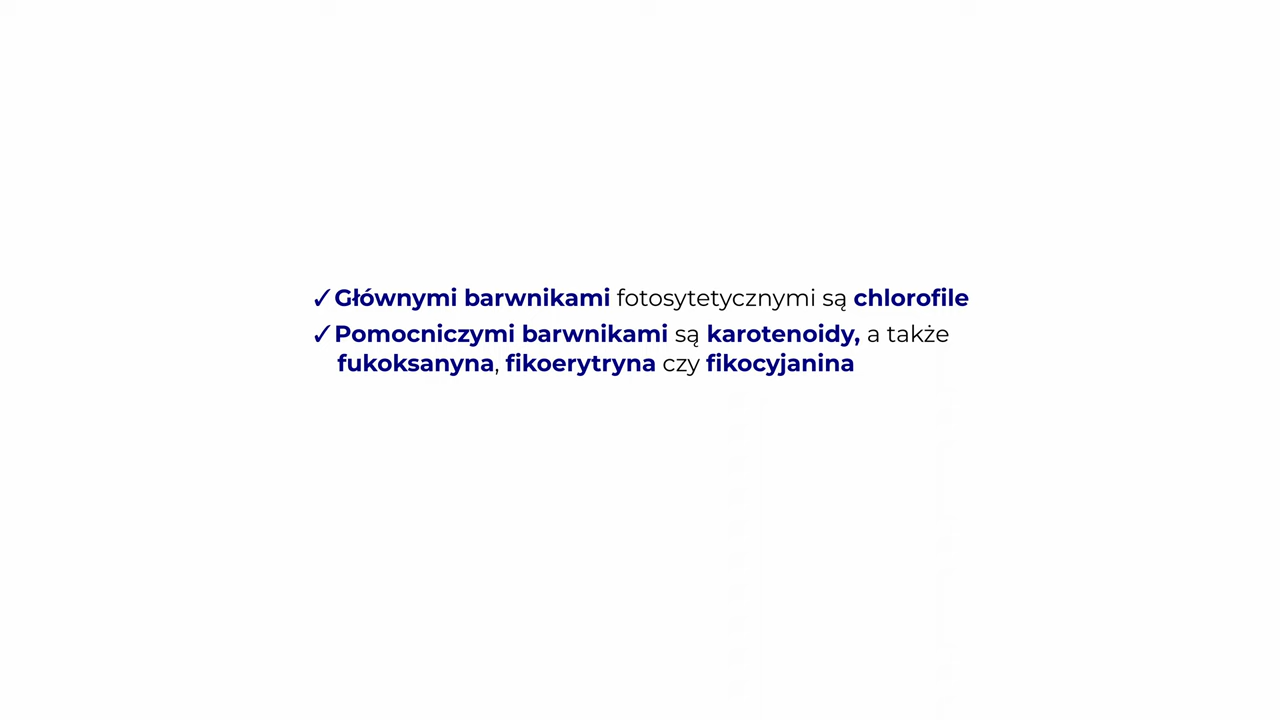 ✓Głównymi barwnikami fotosytetycznymi są chlorofile
✓Pomocniczymi barwnikami są karotenoidy, a także
fukoksanyna, fikoerytryna czy fikocyjanina